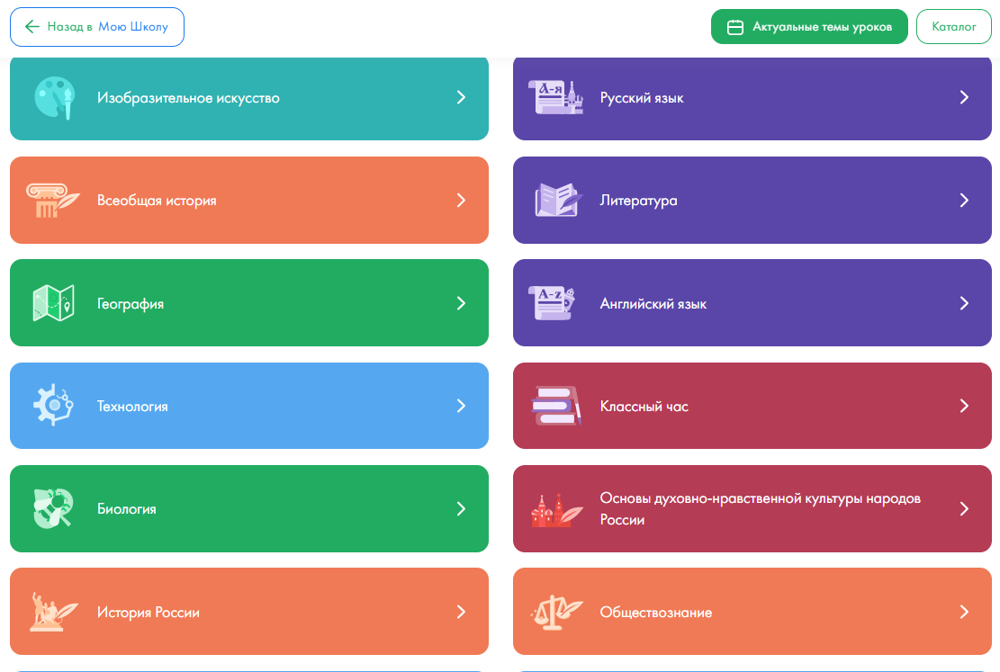 Назад в Мою Школу
Актуальные темы уроков
Каталог
Изобразительное искусство
А-я
Русский язык
Всеобщая история
Литература
География
A-z
Английский язык
Технология
Классный час
Биология
Основы духовно-нравственной культуры народов
России
История России
Обществознание